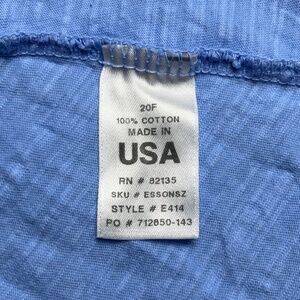 20F
100% COTTON
MADE IN
USA
RN # 82135
SKU # ESSONSZ
STYLE # E414
PO # 712850-143